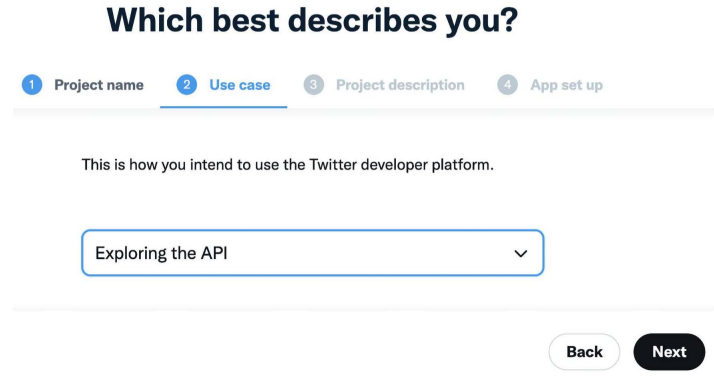 Which best describes you?
1 Project name 2 Use case 3 Project description 4 App set up
This is how you intend to use the Twitter developer platform.
Exploring the API
Back Next